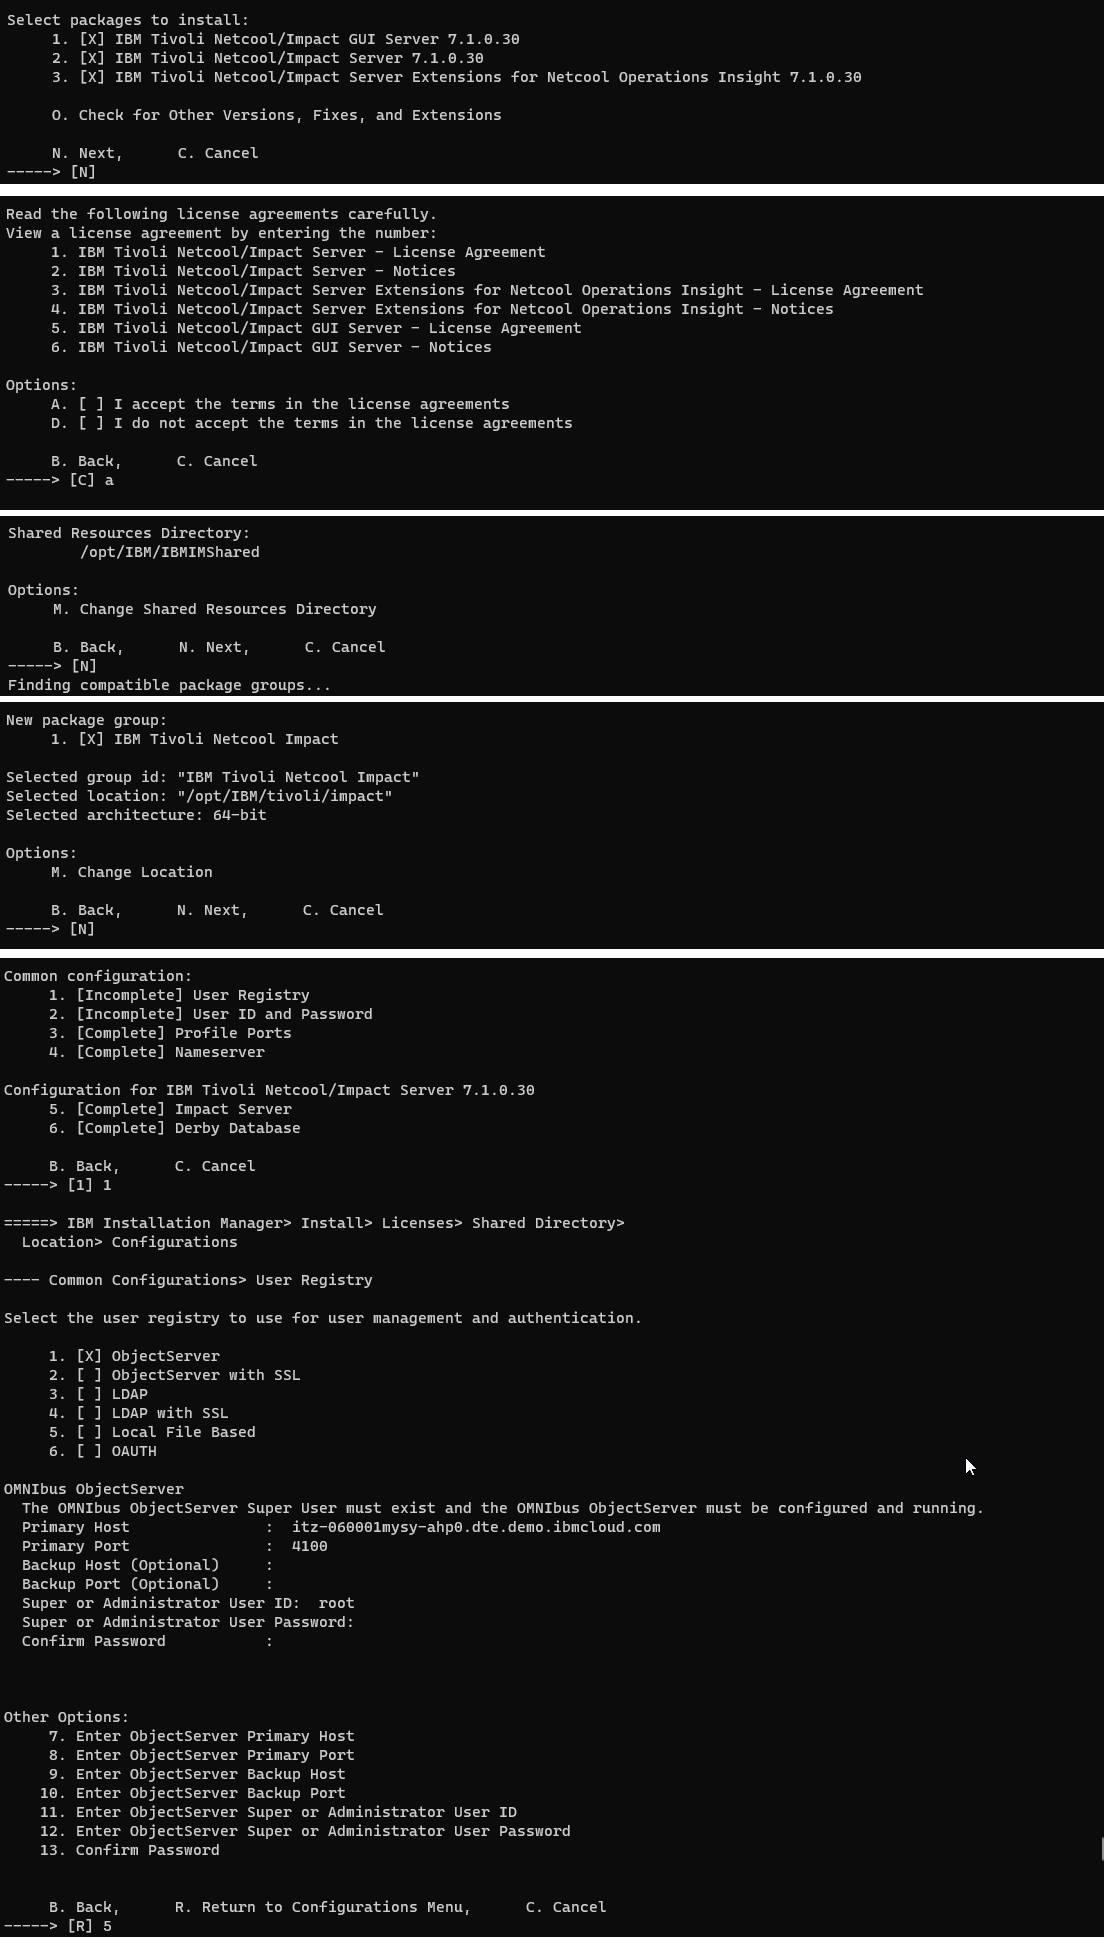 Select packages to install:
     1. [X] IBM Tivoli Netcool/Impact GUI Server 7.1.0.30
     2. [X] IBM Tivoli Netcool/Impact Server 7.1.0.30
     3. [X] IBM Tivoli Netcool/Impact Server Extensions for Netcool Operations Insight 7.1.0.30
     O. Check for Other Versions, Fixes, and Extensions
     N. Next,      C. Cancel
-----> [N]
Read the following license agreements carefully.
View a license agreement by entering the number:
     1. IBM Tivoli Netcool/Impact Server - License Agreement
     2. IBM Tivoli Netcool/Impact Server - Notices
     3. IBM Tivoli Netcool/Impact Server Extensions for Netcool Operations Insight - License Agreement
     4. IBM Tivoli Netcool/Impact Server Extensions for Netcool Operations Insight - Notices
     5. IBM Tivoli Netcool/Impact GUI Server - License Agreement
     6. IBM Tivoli Netcool/Impact GUI Server - Notices
Options:
     A. [ ] I accept the terms in the license agreements
     D. [ ] I do not accept the terms in the license agreements
     B. Back,      C. Cancel
-----> [C] a
Shared Resources Directory:
        /opt/IBM/IBMIMShared
Options:
     M. Change Shared Resources Directory
     B. Back,      N. Next,      C. Cancel
-----> [N]
Finding compatible package groups...
New package group:
     1. [X] IBM Tivoli Netcool Impact
Selected group id: "IBM Tivoli Netcool Impact"
Selected location: "/opt/IBM/tivoli/impact"
Selected architecture: 64-bit
Options:
     M. Change Location
     B. Back,      N. Next,      C. Cancel
-----> [N]
Common configuration:
     1. [Incomplete] User Registry
     2. [Incomplete] User ID and Password
     3. [Complete] Profile Ports
     4. [Complete] Nameserver
Configuration for IBM Tivoli Netcool/Impact Server 7.1.0.30
     5. [Complete] Impact Server
     6. [Complete] Derby Database
     B. Back,      C. Cancel
-----> [1] 1
=====> IBM Installation Manager> Install> Licenses> Shared Directory>
  Location> Configurations
---- Common Configurations> User Registry
Select the user registry to use for user management and authentication.
     1. [X] ObjectServer
     2. [ ] ObjectServer with SSL
     3. [ ] LDAP
     4. [ ] LDAP with SSL
     5. [ ] Local File Based
     6. [ ] OAUTH
OMNIbus ObjectServer
  The OMNIbus ObjectServer Super User must exist and the OMNIbus ObjectServer must be configured and running.
  Primary Host               :  itz-060001mysy-ahp0.dte.demo.ibmcloud.com
  Primary Port               :  4100
  Backup Host (Optional)     :
  Backup Port (Optional)     :
  Super or Administrator User ID:  root
  Super or Administrator User Password:
  Confirm Password           :
Other Options:
     7. Enter ObjectServer Primary Host
     8. Enter ObjectServer Primary Port
     9. Enter ObjectServer Backup Host
    10. Enter ObjectServer Backup Port
    11. Enter ObjectServer Super or Administrator User ID
    12. Enter ObjectServer Super or Administrator User Password
    13. Confirm Password
     B. Back,      R. Return to Configurations Menu,      C. Cancel
-----> [R] 5